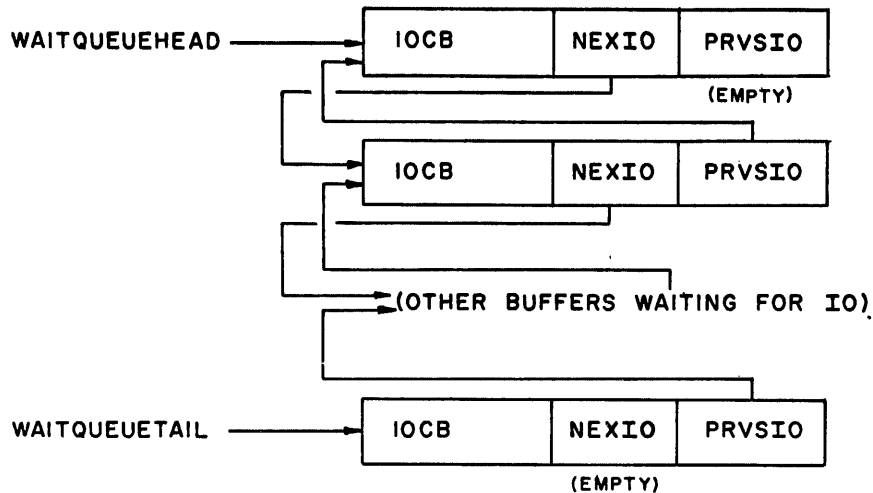 WAITQUEUEHEAD IOCB NEXIO PRVSIO
(EMPTY)
IOCB NEXIO PRVSIO
(OTHER BUFFERS WAITING FOR IO)
WAITQUEUETAIL IOCB NEXIO PRVSIO
(EMPTY)